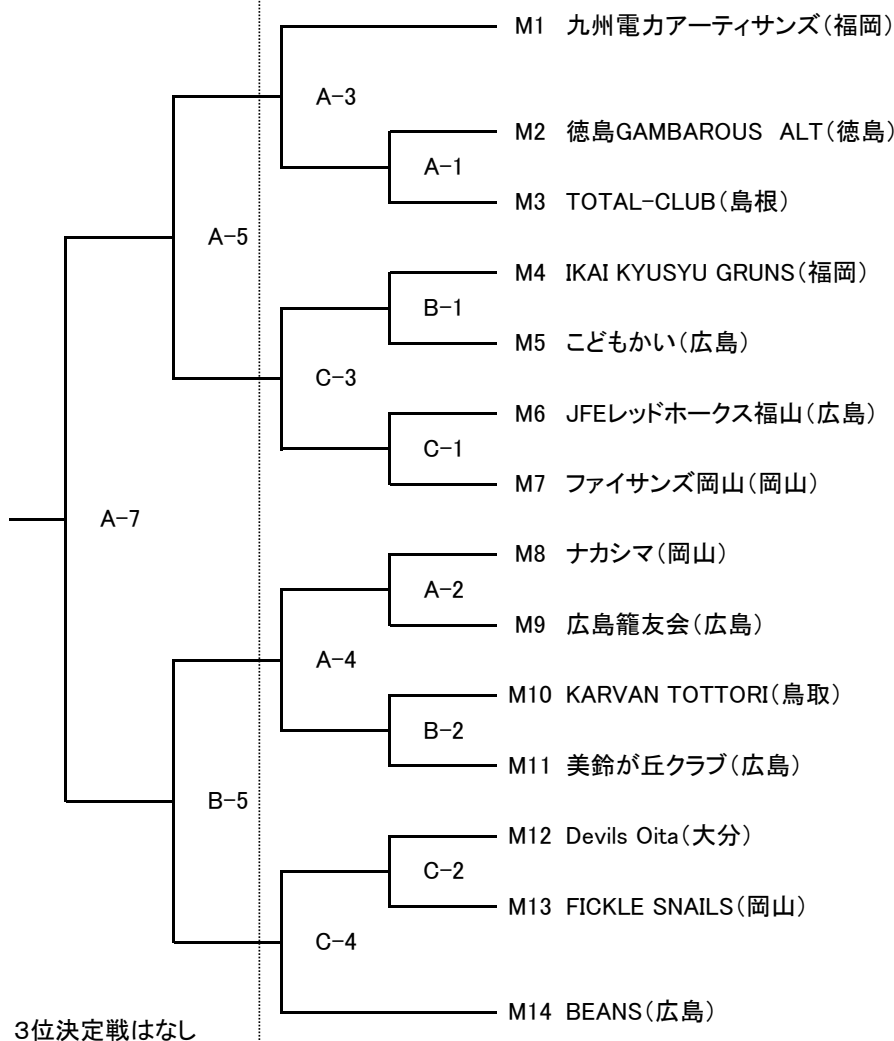 M1 九州電力アーティサンズ(福岡)
A-3
M2 徳島GAMBAROUS ALT(徳島)
A-1
M3 TOTAL-CLUB(島根)
A-5
M4 IKAI KYUSYU GRUNS(福岡)
B-1
M5 こどもかい(広島)
C-3
M6 JFEレッドホークス福山(広島)
C-1
M7 ファイサンズ岡山(岡山)
A-7
M8 ナカシマ(岡山)
A-2
M9 広島籠友会(広島)
A-4
M10 KARVAN TOTTORI(鳥取)
B-2
M11 美鈴が丘クラブ(広島)
B-5
M12 Devils Oita(大分)
C-2
M13 FICKLE SNAILS(岡山)
C-4
M14 BEANS(広島)
3位決定戦はなし